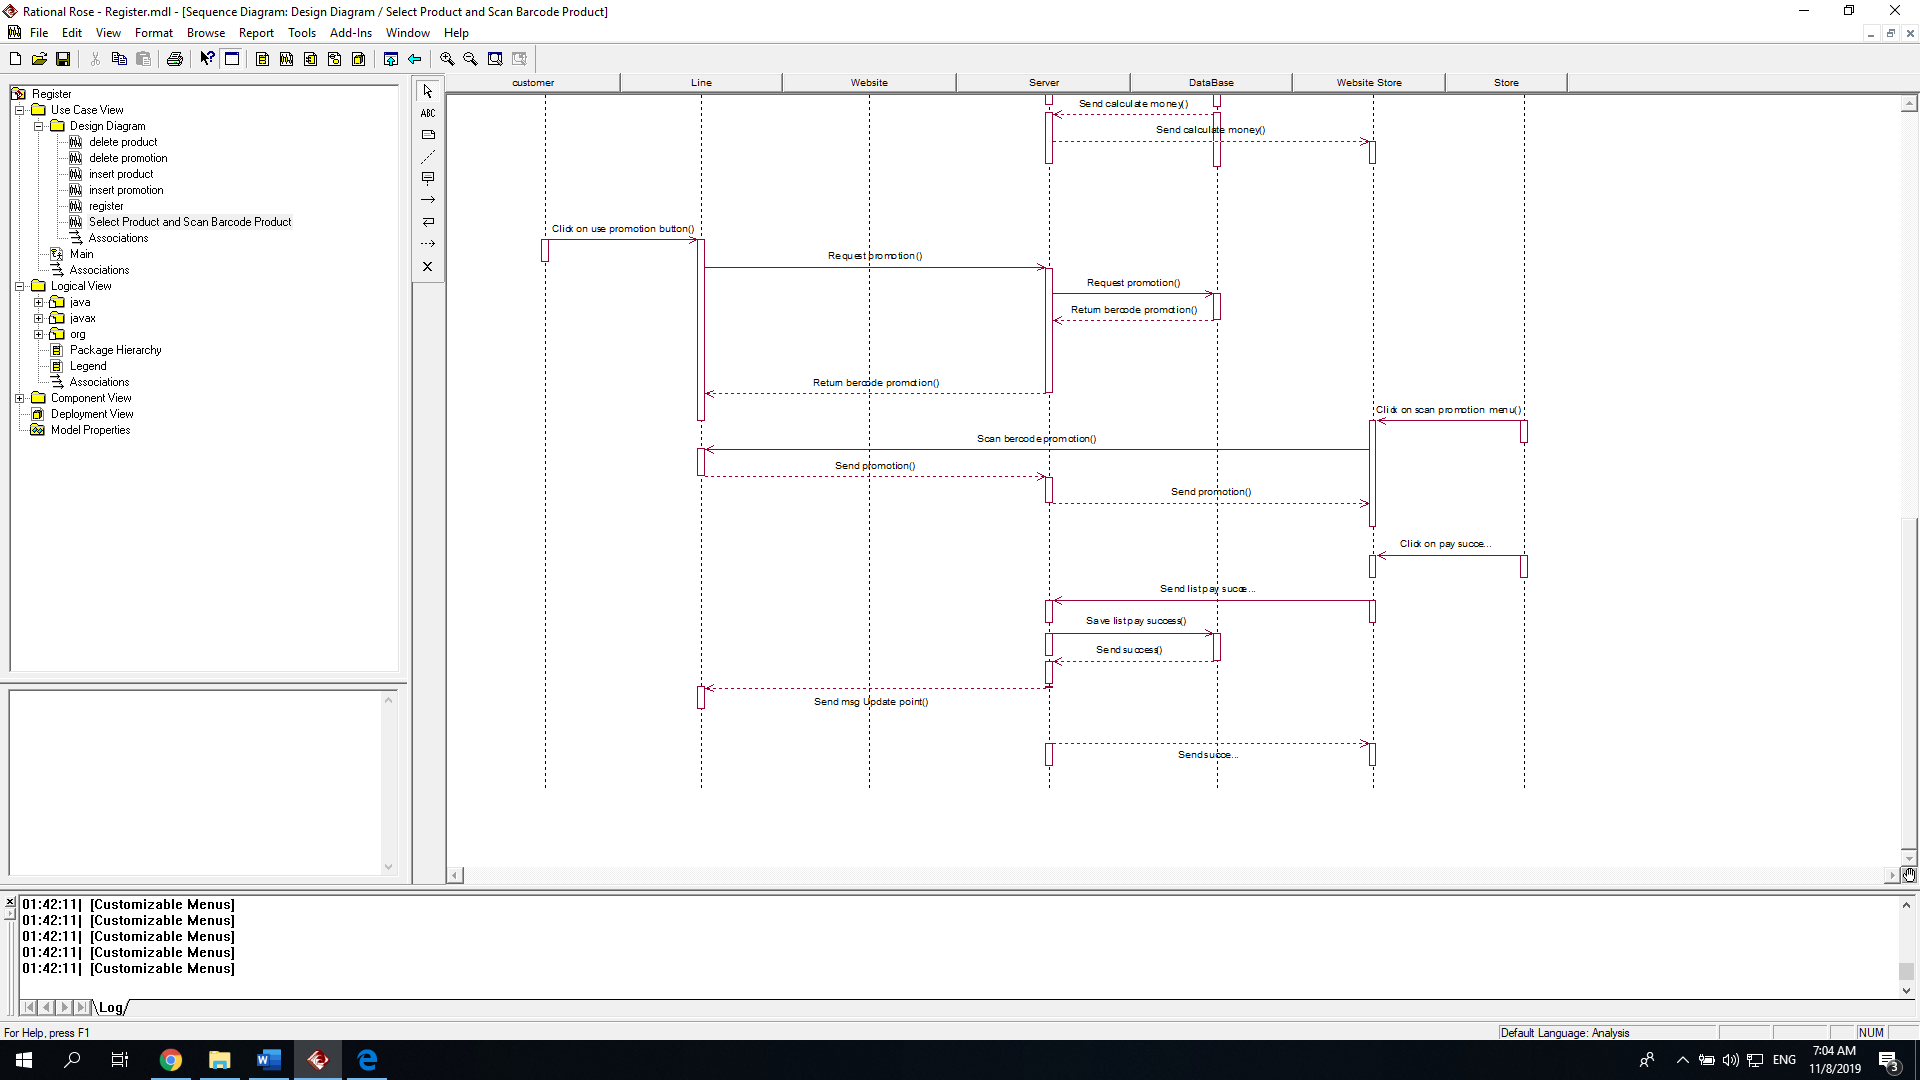 Rational Rose - Register.mdl - [Sequence Diagram: Design Diagram / Select Product and Scan Barcode Product]
File Edit View Format Browse Report Tools Add-Ins Window Help
Register
Use Case View
Design Diagram
delete product
delete promotion
insert product
insert promotion
register
Select Product and Scan Barcode Product
Associations
Main
Associations
Logical View
java
javax
org
Package Hierarchy
Legend
Associations
Component View
Deployment View
Model Properties
ABC
customer Line Website Server DataBase Website Store Store
Send calculate money()
Send calculate money()
Click on use promotion button()
Request promotion()
Request promotion()
Return bercode promotion()
Return bercode promotion()
Click on scan promotion menu()
Scan bercode promotion()
Send promotion()
Send promotion()
Click on pay succe...
Send list pay succe...
Save list pay success()
Send success()
Send msg Update point()
Send succe...
01:42:11| [Customizable Menus]
01:42:11| [Customizable Menus]
01:42:11| [Customizable Menus]
01:42:11| [Customizable Menus]
01:42:11| [Customizable Menus]
Log
For Help, press F1
Default Language: Analysis NUM
ENG
7:04 AM
11/8/2019
3